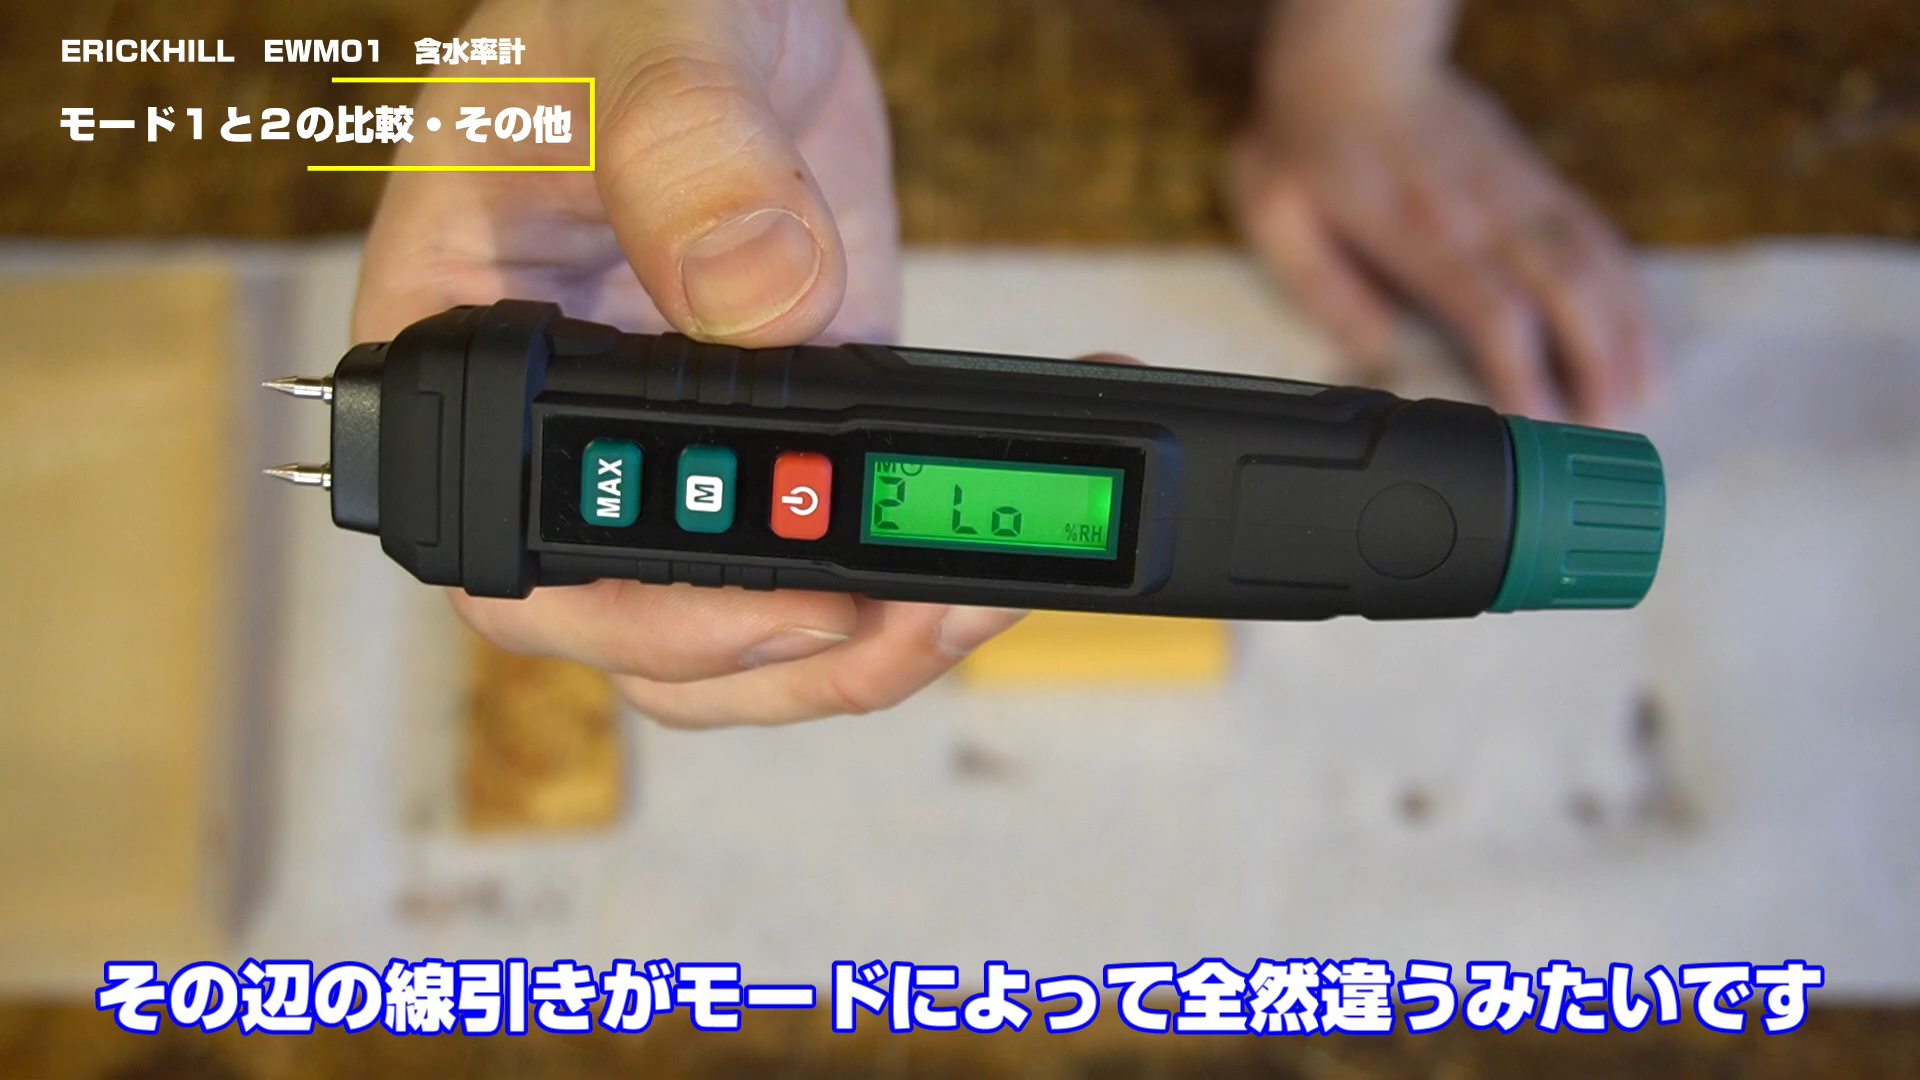 ERICKHILL EWM01 含水率計
モード1と2の比較・その他
MAX
M
M
2 Lo
%RH
その辺の線引きがモードによって全然違うみたいです